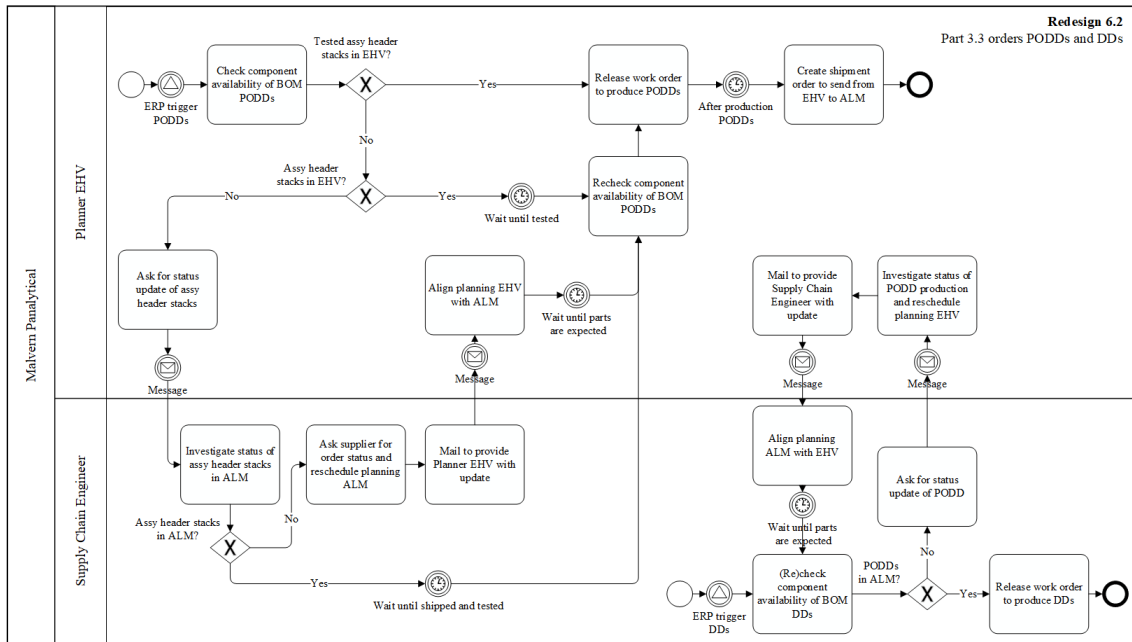 Redesign 6.2
Part 3.3 orders PODDs and DDs
Malvern Panalytical
Planner EHV
Supply Chain Engineer
ERP trigger
PODDs
Check component
availability of BOM
PODDs
Tested assy header
stacks in EHV?
Yes
No
Release work order
to produce PODDs
After production
PODDs
Create shipment
order to send from
EHV to ALM
Assy header
stacks in EHV?
No
Yes
Wait until tested
Recheck component
availability of BOM
PODDs
Ask for status
update of assy
header stacks
Message
Align planning EHV
with ALM
Wait until parts
are expected
Message
Mail to provide
Supply Chain
Engineer with
update
Message
Investigate status of
PODD production
and reschedule
planning EHV
Message
Investigate status of
assy header stacks
in ALM
Ask supplier for
order status and
reschedule planning
ALM
Mail to provide
Planner EHV with
update
Assy header stacks
in ALM?
No
Yes
Wait until shipped and tested
Align planning
ALM with EHV
Wait until parts
are expected
Ask for status
update of PODD
No
ERP trigger
DDs
(Re)check
component
availability of BOM
DDs
PODDs
in ALM?
Yes
Release work order
to produce DDs